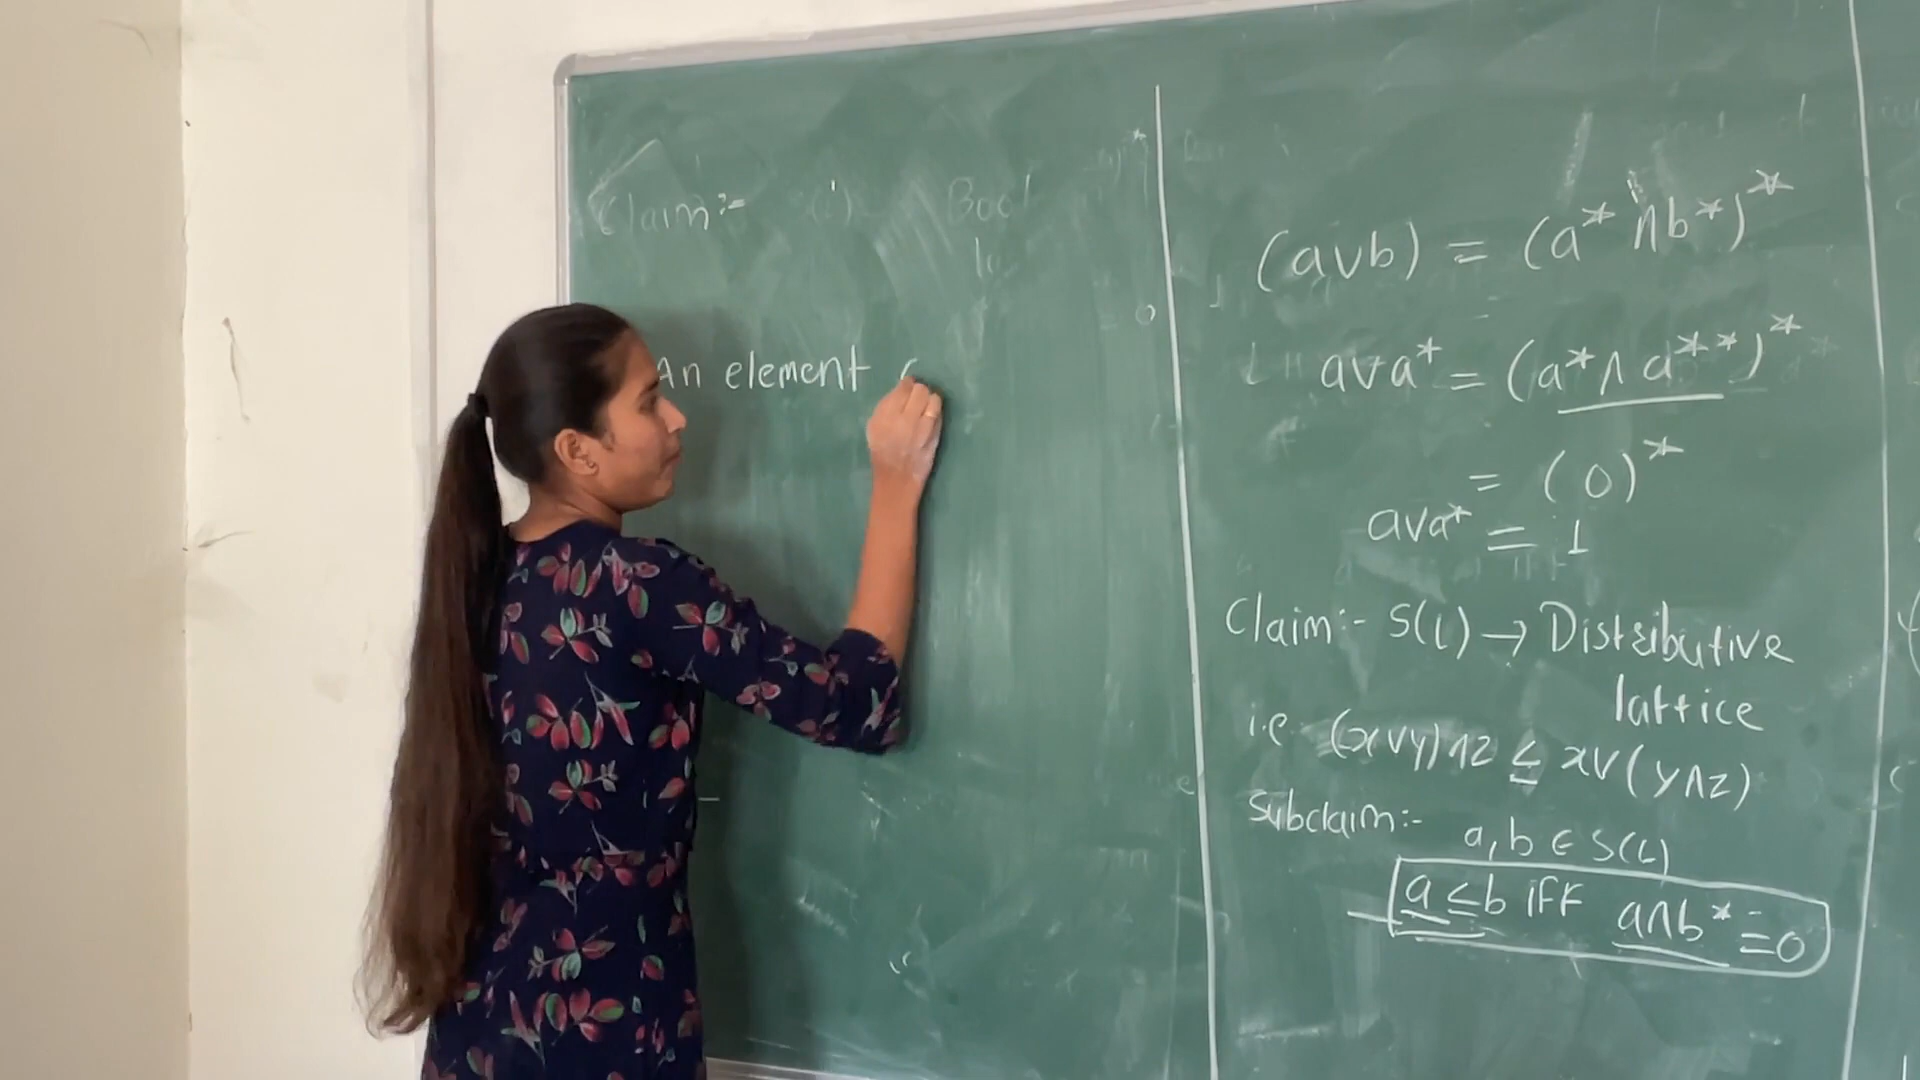 Claim:-
An element
(a∨b) = (a* ∧ b*)*
a∨a* = (a* ∧ a**)*
= (0)*
a∨a* = 1
Claim:- S(L) → Distributive
lattice
i.e. (x∨y)∧z ≤ x∨(y∧z)
Subclaim:-
a,b ∈ S(L)
a ≤ b iff a∧b* = 0